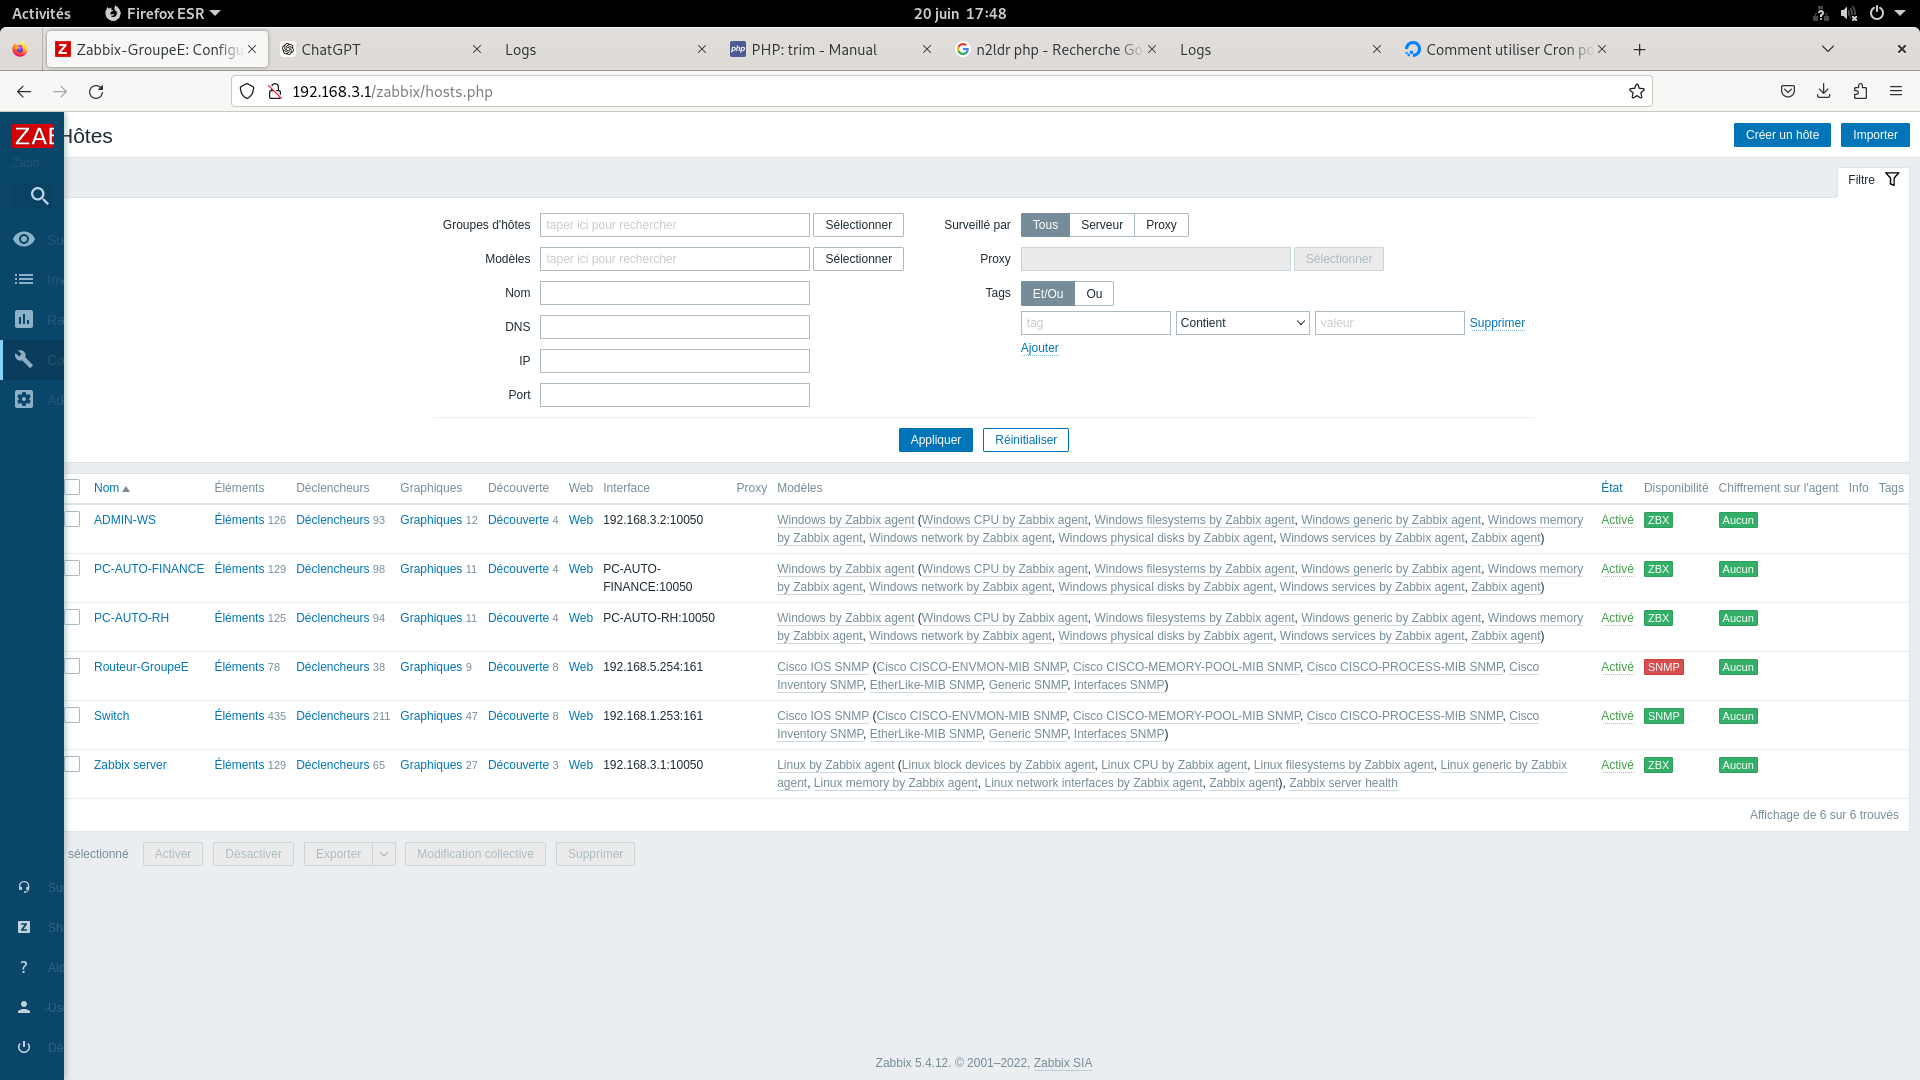 Activités
Firefox ESR
20 juin 17:48
Zabbix-GroupeE: Configu
ChatGPT
Logs
php
PHP: trim - Manual
n2ldr php - Recherche Go
Logs
Comment utiliser Cron po
192.168.3.1/zabbix/hosts.php
Hôtes
Créer un hôte
Importer
Zabb...
Filtre
Groupes d'hôtes
taper ici pour rechercher
Sélectionner
Surveillé par
Tous
Serveur
Proxy
Modèles
taper ici pour rechercher
Sélectionner
Proxy
Sélectionner
Nom
Tags
Et/Ou
Ou
DNS
tag
Contient
valeur
Supprimer
Ajouter
IP
Port
Appliquer
Réinitialiser
Nom Éléments Déclencheurs Graphiques Découverte Web Interface Proxy Modèles État Disponibilité Chiffrement sur l'agent Info Tags
ADMIN-WS Éléments 126 Déclencheurs 93 Graphiques 12 Découverte 4 Web 192.168.3.2:10050 Windows by Zabbix agent (Windows CPU by Zabbix agent, Windows filesystems by Zabbix agent, Windows generic by Zabbix agent, Windows memory Activé ZBX Aucun
by Zabbix agent, Windows network by Zabbix agent, Windows physical disks by Zabbix agent, Windows services by Zabbix agent, Zabbix agent)
PC-AUTO-FINANCE Éléments 129 Déclencheurs 98 Graphiques 11 Découverte 4 Web PC-AUTO- Windows by Zabbix agent (Windows CPU by Zabbix agent, Windows filesystems by Zabbix agent, Windows generic by Zabbix agent, Windows memory Activé ZBX Aucun
FINANCE:10050 by Zabbix agent, Windows network by Zabbix agent, Windows physical disks by Zabbix agent, Windows services by Zabbix agent, Zabbix agent)
PC-AUTO-RH Éléments 125 Déclencheurs 94 Graphiques 11 Découverte 4 Web PC-AUTO-RH:10050 Windows by Zabbix agent (Windows CPU by Zabbix agent, Windows filesystems by Zabbix agent, Windows generic by Zabbix agent, Windows memory Activé ZBX Aucun
by Zabbix agent, Windows network by Zabbix agent, Windows physical disks by Zabbix agent, Windows services by Zabbix agent, Zabbix agent)
Routeur-GroupeE Éléments 78 Déclencheurs 38 Graphiques 9 Découverte 8 Web 192.168.5.254:161 Cisco IOS SNMP (Cisco CISCO-ENVMON-MIB SNMP, Cisco CISCO-MEMORY-POOL-MIB SNMP, Cisco CISCO-PROCESS-MIB SNMP, Cisco Activé SNMP Aucun
Inventory SNMP, EtherLike-MIB SNMP, Generic SNMP, Interfaces SNMP)
Switch Éléments 435 Déclencheurs 211 Graphiques 47 Découverte 8 Web 192.168.1.253:161 Cisco IOS SNMP (Cisco CISCO-ENVMON-MIB SNMP, Cisco CISCO-MEMORY-POOL-MIB SNMP, Cisco CISCO-PROCESS-MIB SNMP, Cisco Activé SNMP Aucun
Inventory SNMP, EtherLike-MIB SNMP, Generic SNMP, Interfaces SNMP)
Zabbix server Éléments 129 Déclencheurs 65 Graphiques 27 Découverte 3 Web 192.168.3.1:10050 Linux by Zabbix agent (Linux block devices by Zabbix agent, Linux CPU by Zabbix agent, Linux filesystems by Zabbix agent, Linux generic by Zabbix Activé ZBX Aucun
agent, Linux memory by Zabbix agent, Linux network interfaces by Zabbix agent, Zabbix agent), Zabbix server health
Affichage de 6 sur 6 trouvés
sélectionné
Activer
Désactiver
Exporter
Modification collective
Supprimer
Zabbix 5.4.12. © 2001–2022, Zabbix SIA